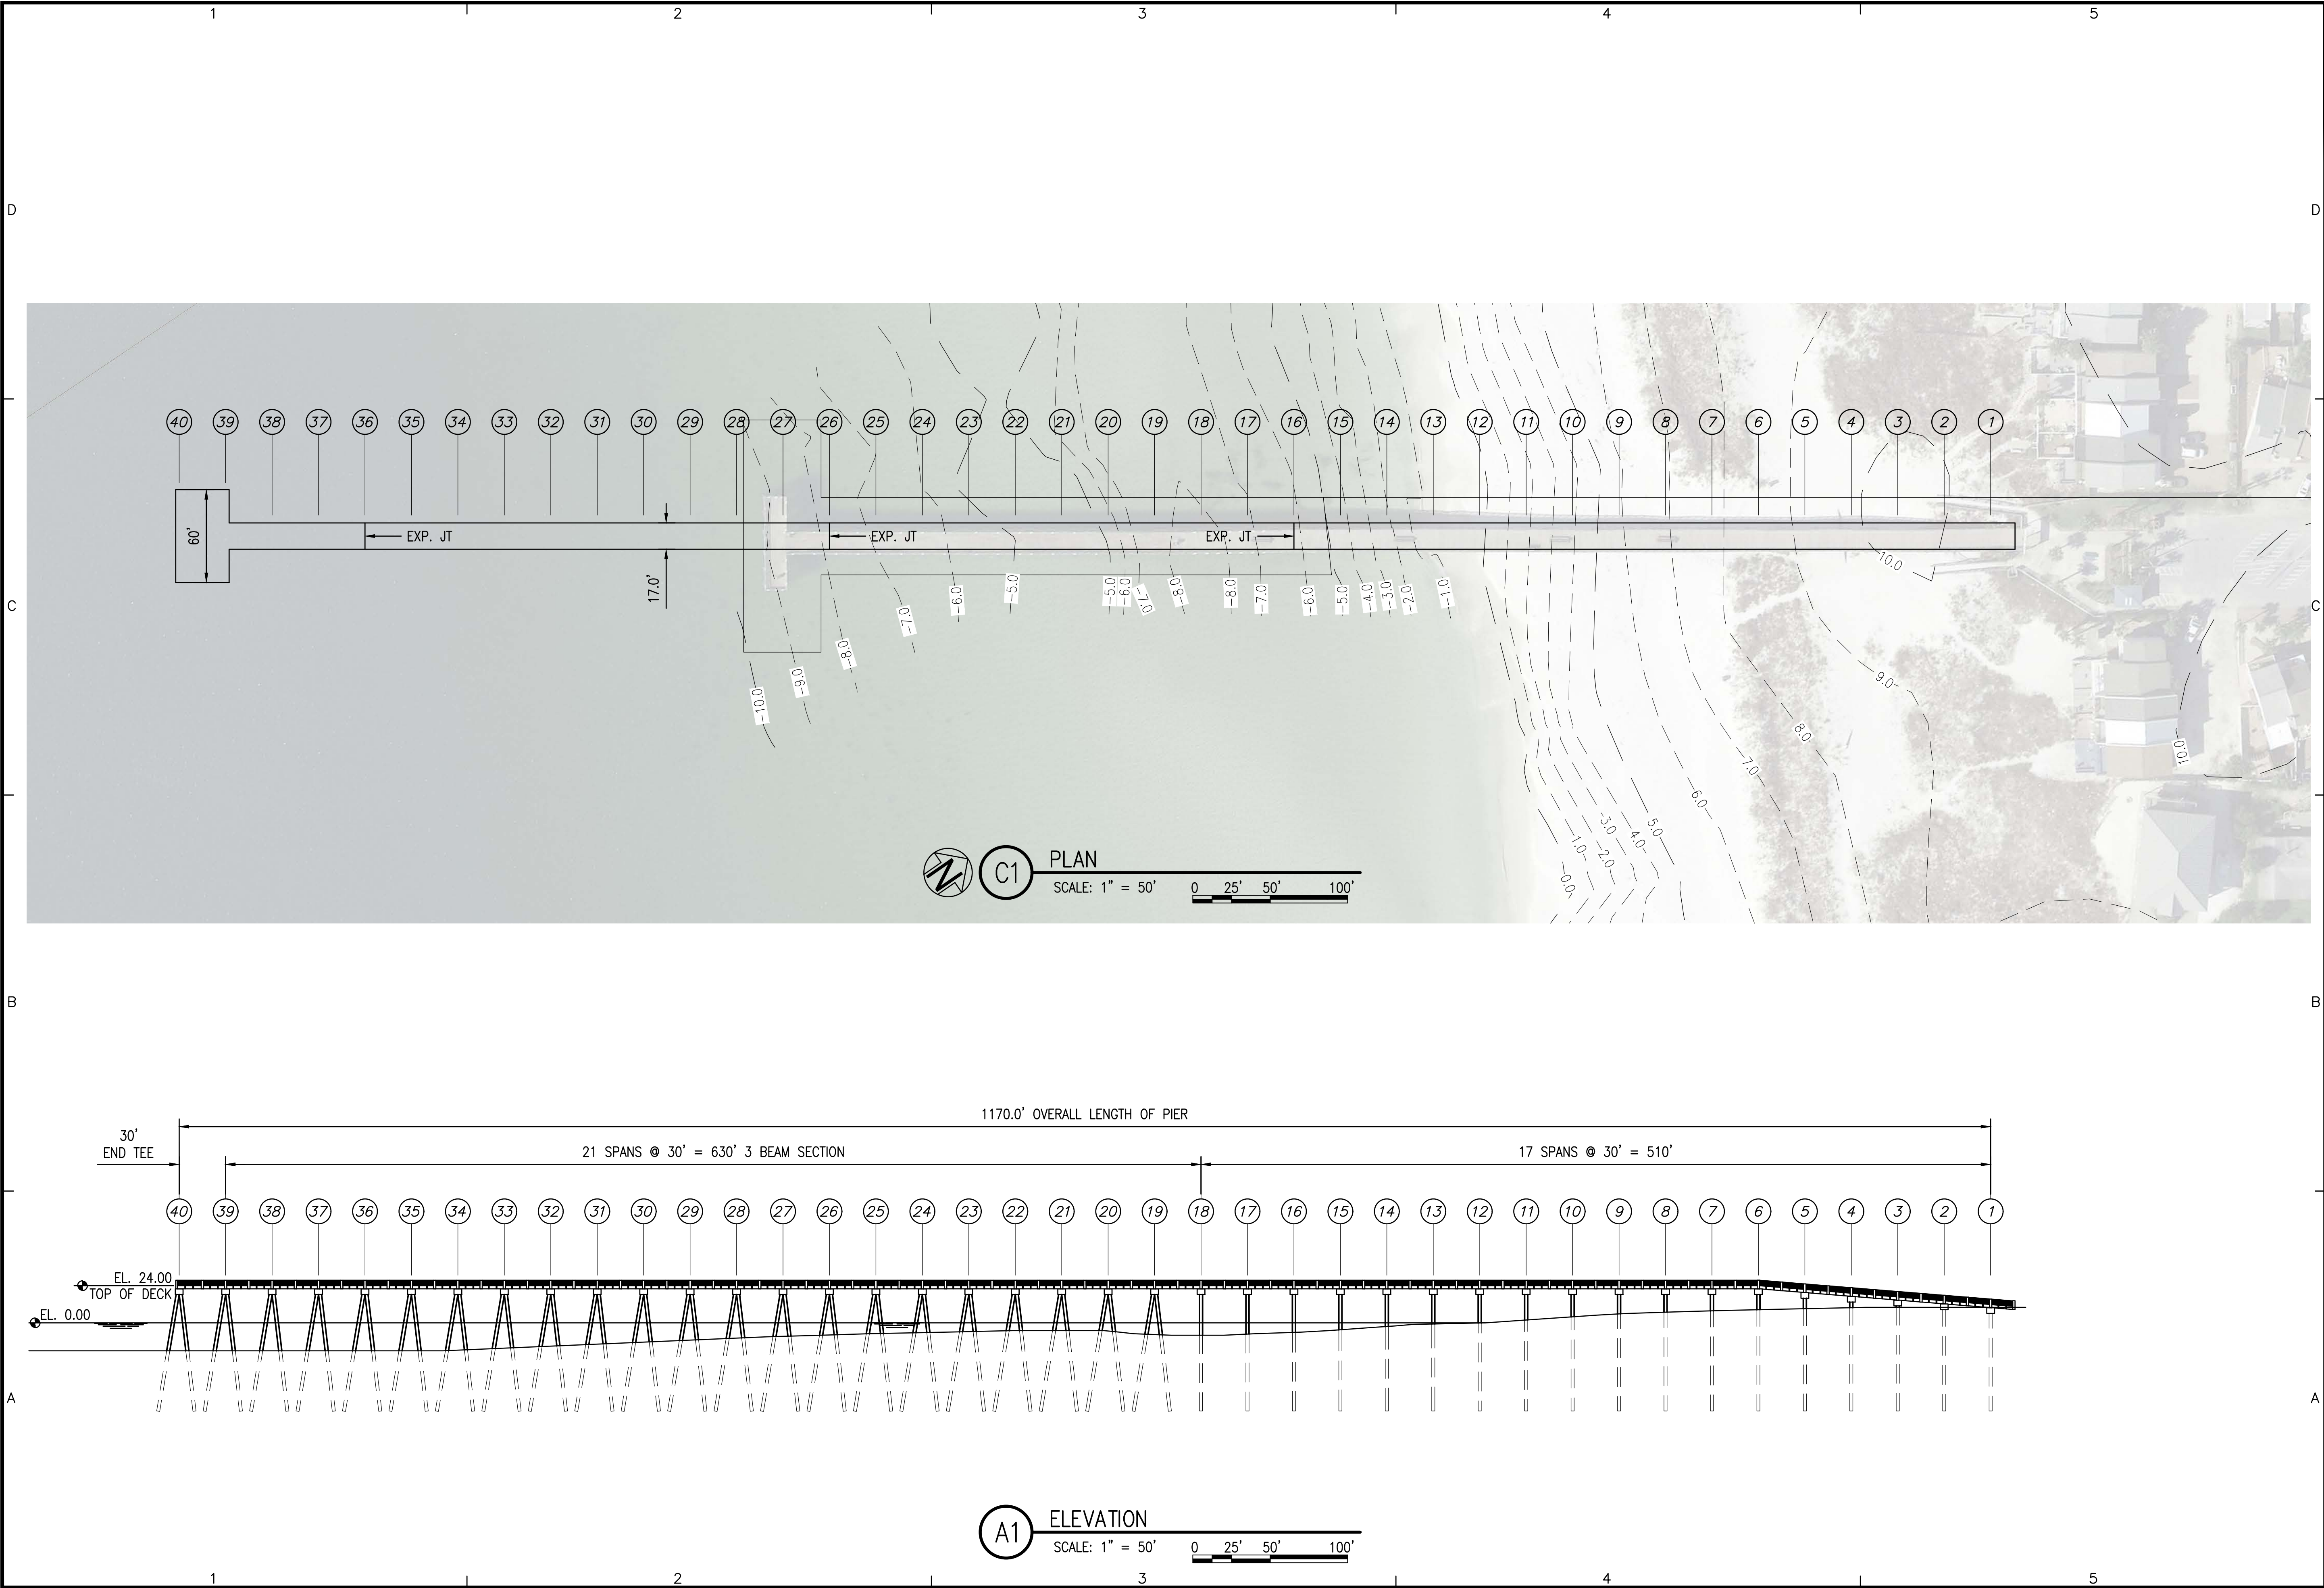 1 2 3 4 5
D D
40 39 38 37 36 35 34 33 32 31 30 29 28 27 26 25 24 23 22 21 20 19 18 17 16 15 14 13 12 11 10 9 8 7 6 5 4 3 2 1
60'
EXP. JT
EXP. JT
EXP. JT
17.0'
10.0
C C
-10.0 -9.0 -8.0 -7.0 -6.0 -5.0 -5.0 -6.0 -7.0 -8.0 -8.0 -7.0 -6.0 -5.0 -4.0 -3.0 -2.0 -1.0
9.0
8.0
7.0
6.0
10.0
5.0
4.0
3.0
2.0
1.0
0.0
N
C1
PLAN
SCALE: 1" = 50'
0 25' 50' 100'
B B
1170.0' OVERALL LENGTH OF PIER
30'
END TEE
21 SPANS @ 30' = 630' 3 BEAM SECTION
17 SPANS @ 30' = 510'
40 39 38 37 36 35 34 33 32 31 30 29 28 27 26 25 24 23 22 21 20 19 18 17 16 15 14 13 12 11 10 9 8 7 6 5 4 3 2 1
EL. 24.00
TOP OF DECK
EL. 0.00
A A
A1
ELEVATION
SCALE: 1" = 50'
0 25' 50' 100'
1 2 3 4 5